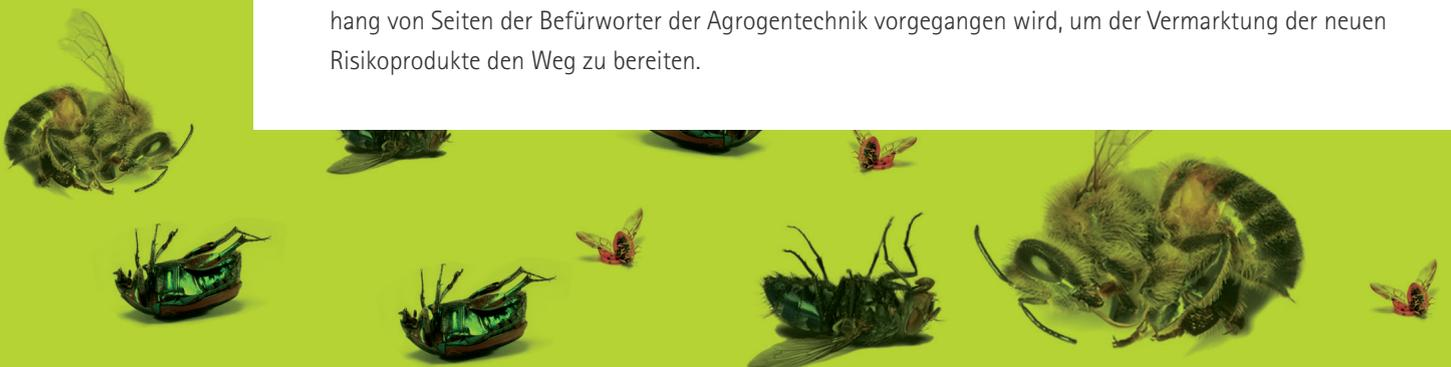 hang von Seiten der Befürworter der Agrogentechnik vorgegangen wird, um der Vermarktung der neuen
Risikoprodukte den Weg zu bereiten.